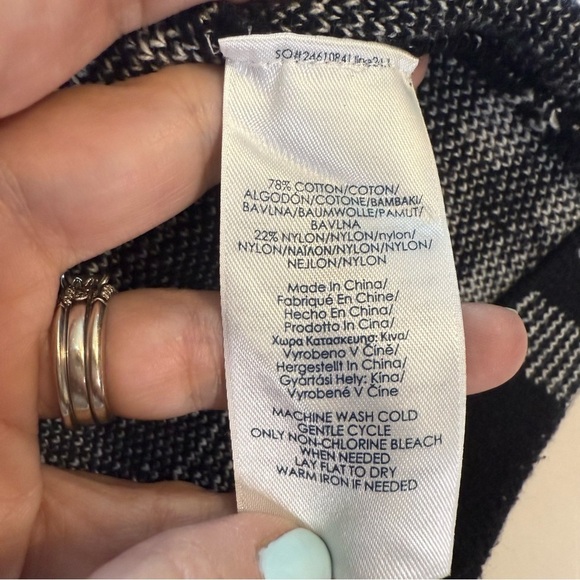 78% COTTON/COTON/
ALGODÓN/COTONE/ΒΑΜΒΑΚΙ/
BAVLNA/BAUMWOLLE/PAMUT/
BAVLNA
22% NYLON/NYLON/nylon/
NYLON/ΝΑΙΛΟΝ/NYLON/NYLON/
NEJLON/NYLON
Made In China/
Fabriqué En Chine/
Hecho En China/
Prodotto In Cina/
Χωρα Κατασκευης: Κινα/
Vyrobeno V Číně/
Hergestellt In China/
Gyártási Hely: Kína/
Vyrobené V Číne
MACHINE WASH COLD
GENTLE CYCLE
ONLY NON-CHLORINE BLEACH
WHEN NEEDED
LAY FLAT TO DRY
WARM IRON IF NEEDED